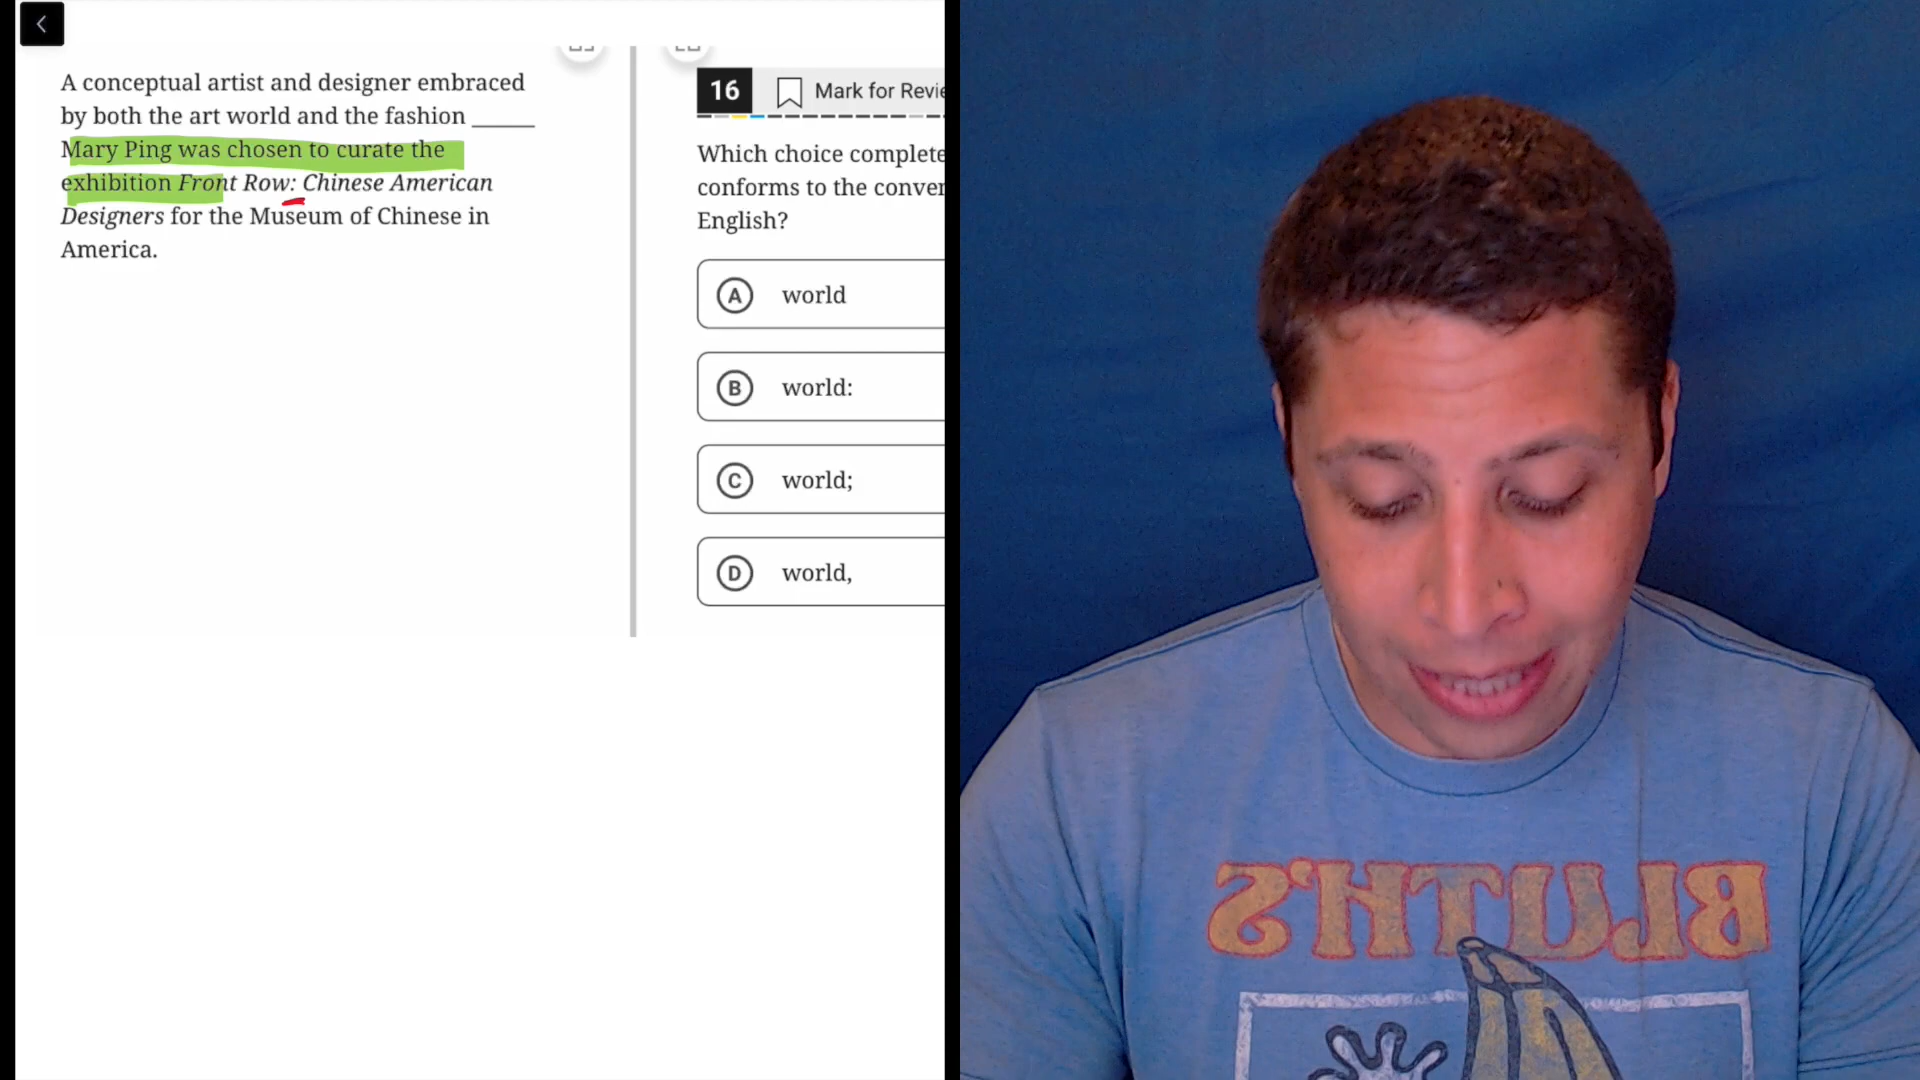 A conceptual artist and designer embraced
by both the art world and the fashion ______
Mary Ping was chosen to curate the
exhibition Front Row: Chinese American
Designers for the Museum of Chinese in
America.
16 Mark for Revie
Which choice complete
conforms to the conver
English?
A world
B world:
C world;
D world,
BLUTH'S